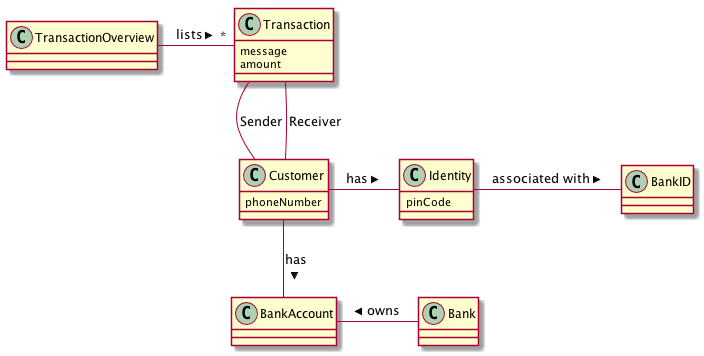 C TransactionOverview
lists ▶ *
C Transaction
message
amount
Sender
Receiver
C Customer
phoneNumber
has ▶
C Identity
pinCode
associated with ▶
C BankID
has
▼
C BankAccount
◀ owns
C Bank